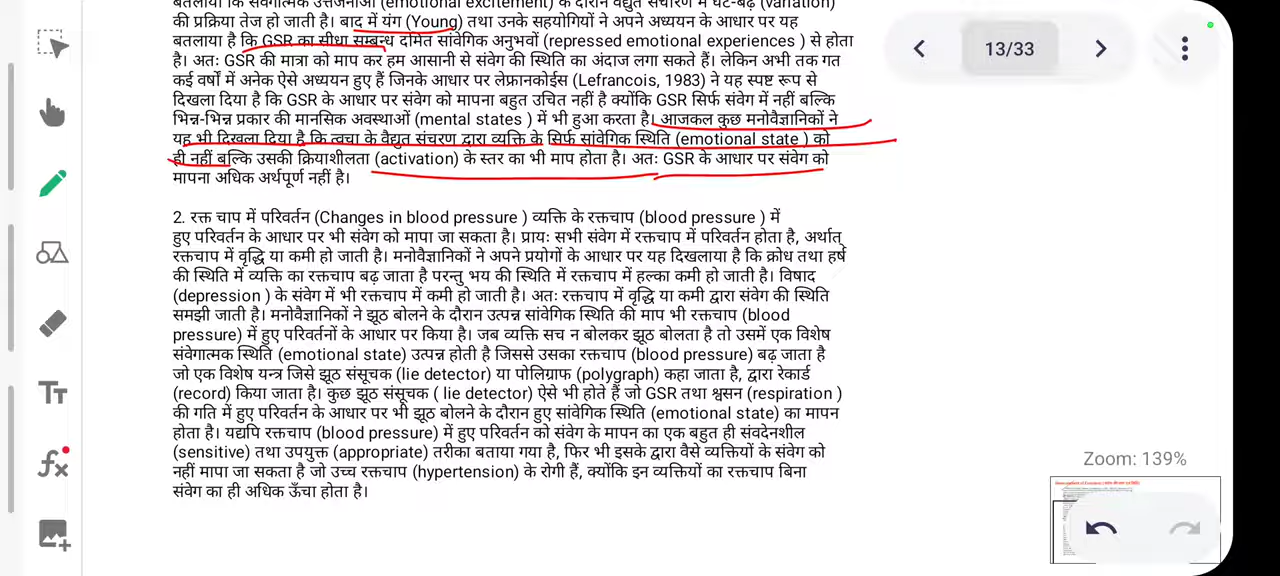 बतलाया कि संवेगात्मक उत्तेजनाओं (emotional excitement) के दौरान वैद्युत संचारण में घट-बढ़ (variation)
की प्रक्रिया तेज हो जाती है। बाद में यंग (Young) तथा उनके सहयोगियों ने अपने अध्ययन के आधार पर यह
बतलाया है कि GSR का सीधा सम्बन्ध दमित सांवेगिक अनुभवों (repressed emotional experiences ) से होता
है। अतः GSR की मात्रा को माप कर हम आसानी से संवेग की स्थिति का अंदाज लगा सकते हैं। लेकिन अभी तक गत
कई वर्षों में अनेक ऐसे अध्ययन हुए हैं जिनके आधार पर लेफ्रानकोईस (Lefrancois, 1983) ने यह स्पष्ट रूप से
दिखला दिया है कि GSR के आधार पर संवेग को मापना बहुत उचित नहीं है क्योंकि GSR सिर्फ संवेग में नहीं बल्कि
भिन्न-भिन्न प्रकार की मानसिक अवस्थाओं (mental states ) में भी हुआ करता है। आजकल कुछ मनोवैज्ञानिकों ने
यह भी दिखला दिया है कि त्वचा के वैद्युत संचरण द्वारा व्यक्ति के सिर्फ सांवेगिक स्थिति (emotional state ) को
ही नहीं बल्कि उसकी क्रियाशीलता (activation) के स्तर का भी माप होता है। अतः GSR के आधार पर संवेग को
मापना अधिक अर्थपूर्ण नहीं है।
2. रक्त चाप में परिवर्तन (Changes in blood pressure ) व्यक्ति के रक्तचाप (blood pressure ) में
हुए परिवर्तन के आधार पर भी संवेग को मापा जा सकता है। प्रायः सभी संवेग में रक्तचाप में परिवर्तन होता है, अर्थात्
रक्तचाप में वृद्धि या कमी हो जाती है। मनोवैज्ञानिकों ने अपने प्रयोगों के आधार पर यह दिखलाया है कि क्रोध तथा हर्ष
की स्थिति में व्यक्ति का रक्तचाप बढ़ जाता है परन्तु भय की स्थिति में रक्तचाप में हल्का कमी हो जाती है। विषाद
(depression ) के संवेग में भी रक्तचाप में कमी हो जाती है। अतः रक्तचाप में वृद्धि या कमी द्वारा संवेग की स्थिति
समझी जाती है। मनोवैज्ञानिकों ने झूठ बोलने के दौरान उत्पन्न सांवेगिक स्थिति की माप भी रक्तचाप (blood
pressure) में हुए परिवर्तनों के आधार पर किया है। जब व्यक्ति सच न बोलकर झूठ बोलता है तो उसमें एक विशेष
संवेगात्मक स्थिति (emotional state) उत्पन्न होती है जिससे उसका रक्तचाप (blood pressure) बढ़ जाता है
जो एक विशेष यन्त्र जिसे झूठ संसूचक (lie detector) या पोलिग्राफ (polygraph) कहा जाता है, द्वारा रेकार्ड
(record) किया जाता है। कुछ झूठ संसूचक ( lie detector) ऐसे भी होते हैं जो GSR तथा श्वसन (respiration )
की गति में हुए परिवर्तन के आधार पर भी झूठ बोलने के दौरान हुए सांवेगिक स्थिति (emotional state) का मापन
होता है। यद्यपि रक्तचाप (blood pressure) में हुए परिवर्तन को संवेग के मापन का एक बहुत ही संवदेनशील
(sensitive) तथा उपयुक्त (appropriate) तरीका बताया गया है, फिर भी इसके द्वारा वैसे व्यक्तियों के संवेग को
नहीं मापा जा सकता है जो उच्च रक्तचाप (hypertension) के रोगी हैं, क्योंकि इन व्यक्तियों का रक्तचाप बिना
संवेग का ही अधिक ऊँचा होता है।
13/33
Tт
fx
Zoom: 139%